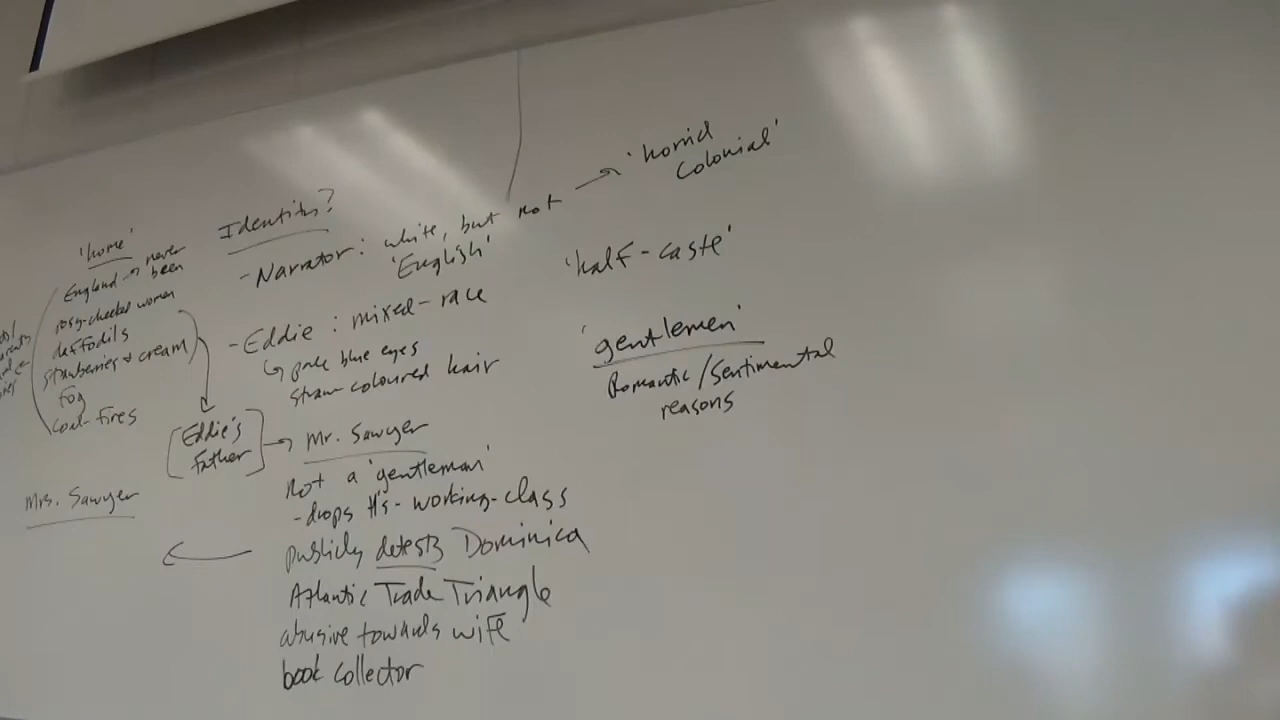 'home'
England → never been
rosy-cheeked women
daffodils
strawberries + cream
fog
coal-fires
Mrs. Sawyer
Identity?
- Narrator: white, but not → 'horrid
'English'
colonial'
- Eddie: mixed-race
'half-caste'
↳ pale blue eyes
straw-coloured hair
'gentlemen'
Romantic/Sentimental
reasons
[Eddie's
Father] → Mr. Sawyer
not a 'gentleman'
- drops H's - working-class
publicly detests Dominica
Atlantic Trade Triangle
abusive towards wife
book collector